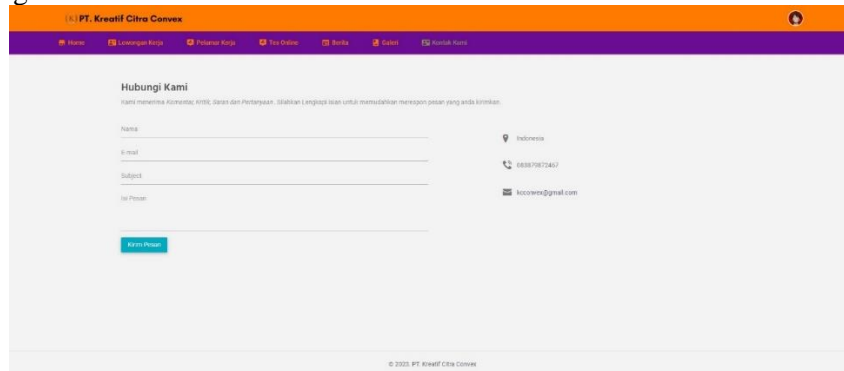 (K) PT. Kreatif Citra Convex
Home Lowongan Kerja Pelamar Kerja Tes Online Berita Galeri Kontak Kami
Hubungi Kami
Kami menerima Komentar, Kritik, Saran dan Pertanyaan. Silahkan Lengkapi isian untuk memudahkan merespon pesan yang anda kirimkan.
Nama
Indonesia
E-mail
083879872467
Subject
Isi Pesan
kcconvex@gmail.com
Kirim Pesan
© 2023. PT. Kreatif Citra Convex